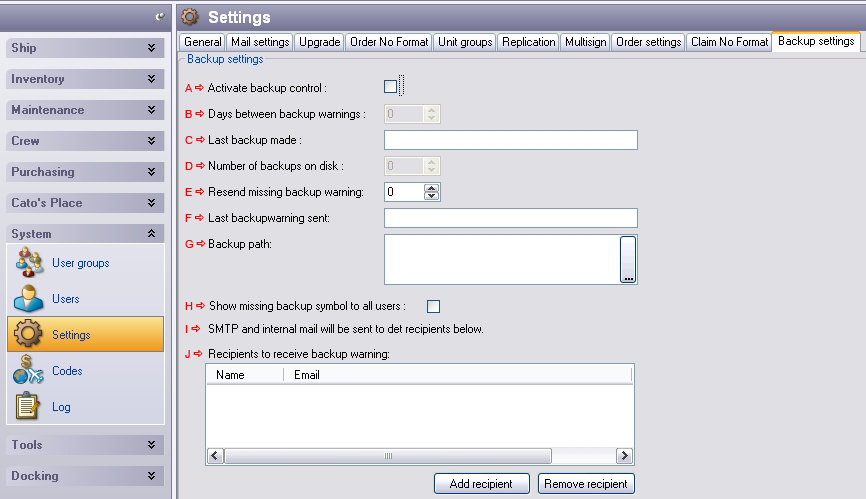 Settings
Ship
Inventory
Maintenance
Crew
Purchasing
Cato's Place
System
User groups
Users
Settings
Codes
Log
Tools
Docking
General Mail settings Upgrade Order No Format Unit groups Replication Multisign Order settings Claim No Format Backup settings
Backup settings
A Activate backup control :
B Days between backup warnings : 0
C Last backup made :
D Number of backups on disk : 0
E Resend missing backup warning: 0
F Last backupwarning sent:
G Backup path:
...
H Show missing backup symbol to all users :
I SMTP and internal mail will be sent to det recipients below.
J Recipients to receive backup warning:
Name Email
Add recipient Remove recipient